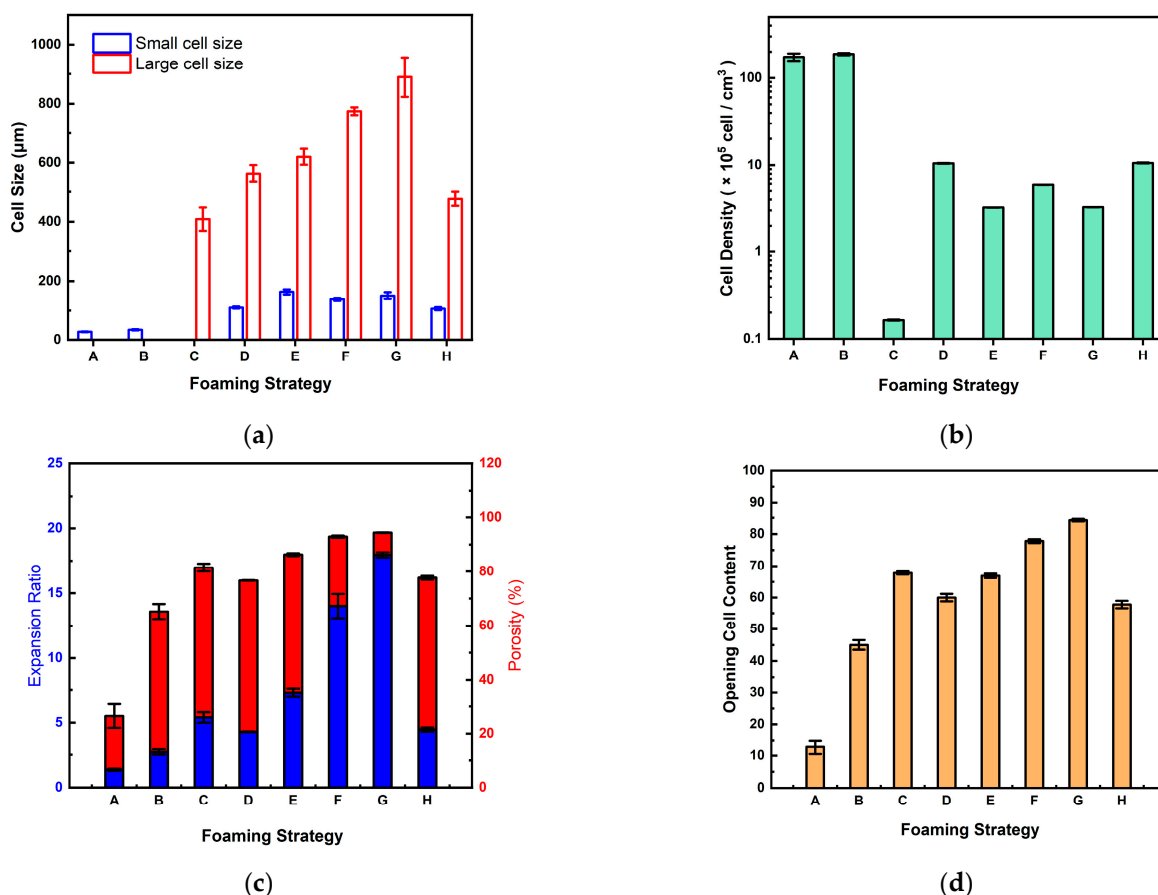 1000
800
600
400
200
0
Cell Size (µm)
Small cell size
Large cell size
A B C D E F G H
Foaming Strategy
(a)
100
10
1
0.1
Cell Density ( × 10⁵ cell / cm³)
A B C D E F G H
Foaming Strategy
(b)
25
20
15
10
5
0
Expansion Ratio
120
100
80
60
40
20
0
Porosity (%)
A B C D E F G H
Foaming Strategy
(c)
100
90
80
70
60
50
40
30
20
10
0
Opening Cell Content
A B C D E F G H
Foaming Strategy
(d)